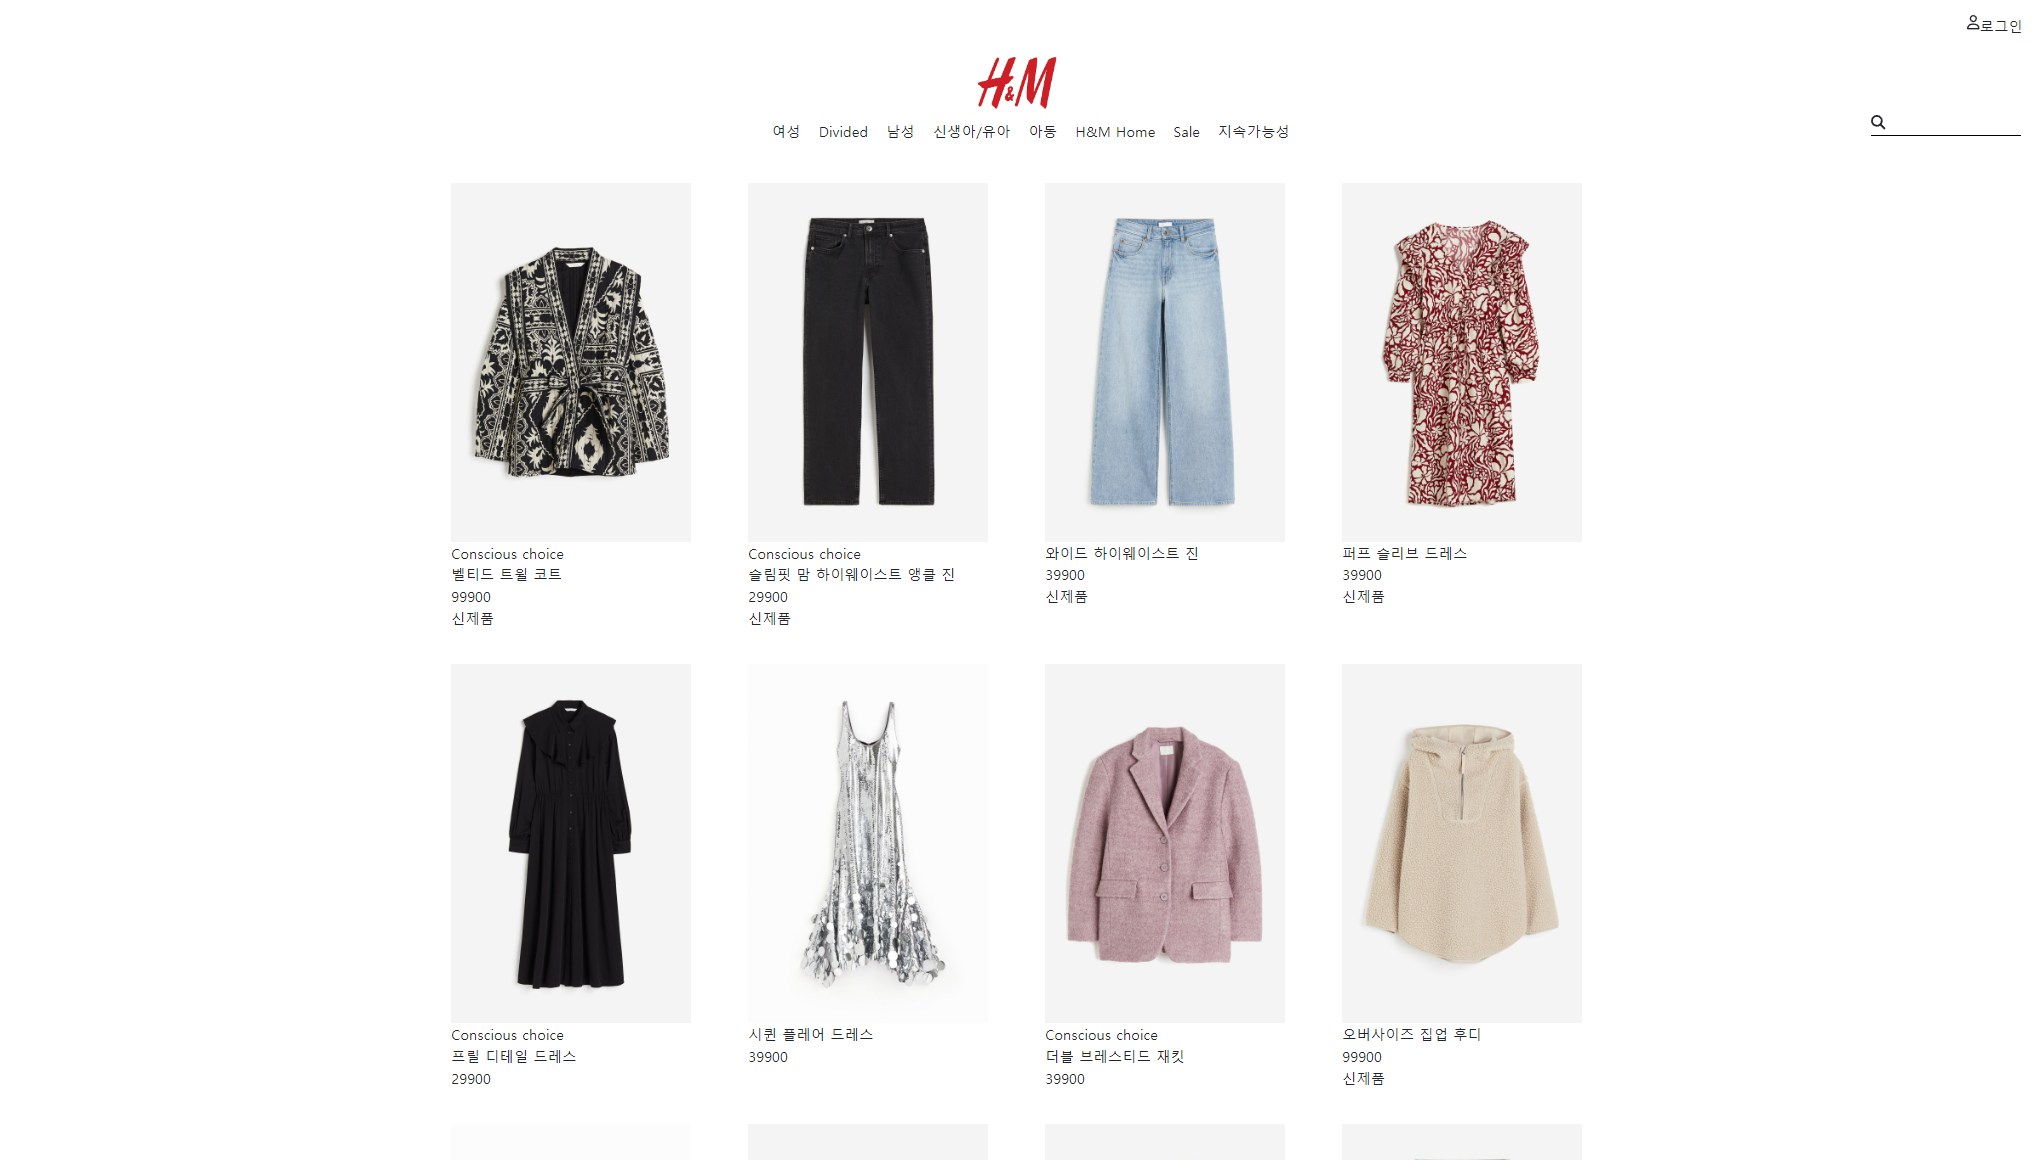 로그인
H&M
여성 Divided 남성 신생아/유아 아동 H&M Home Sale 지속가능성
Conscious choice
벨티드 트윌 코트
99900
신제품
Conscious choice
슬림핏 맘 하이웨이스트 앵클 진
29900
신제품
와이드 하이웨이스트 진
39900
신제품
퍼프 슬리브 드레스
39900
신제품
Conscious choice
프릴 디테일 드레스
29900
시퀸 플레어 드레스
39900
Conscious choice
더블 브레스티드 재킷
39900
오버사이즈 집업 후디
99900
신제품